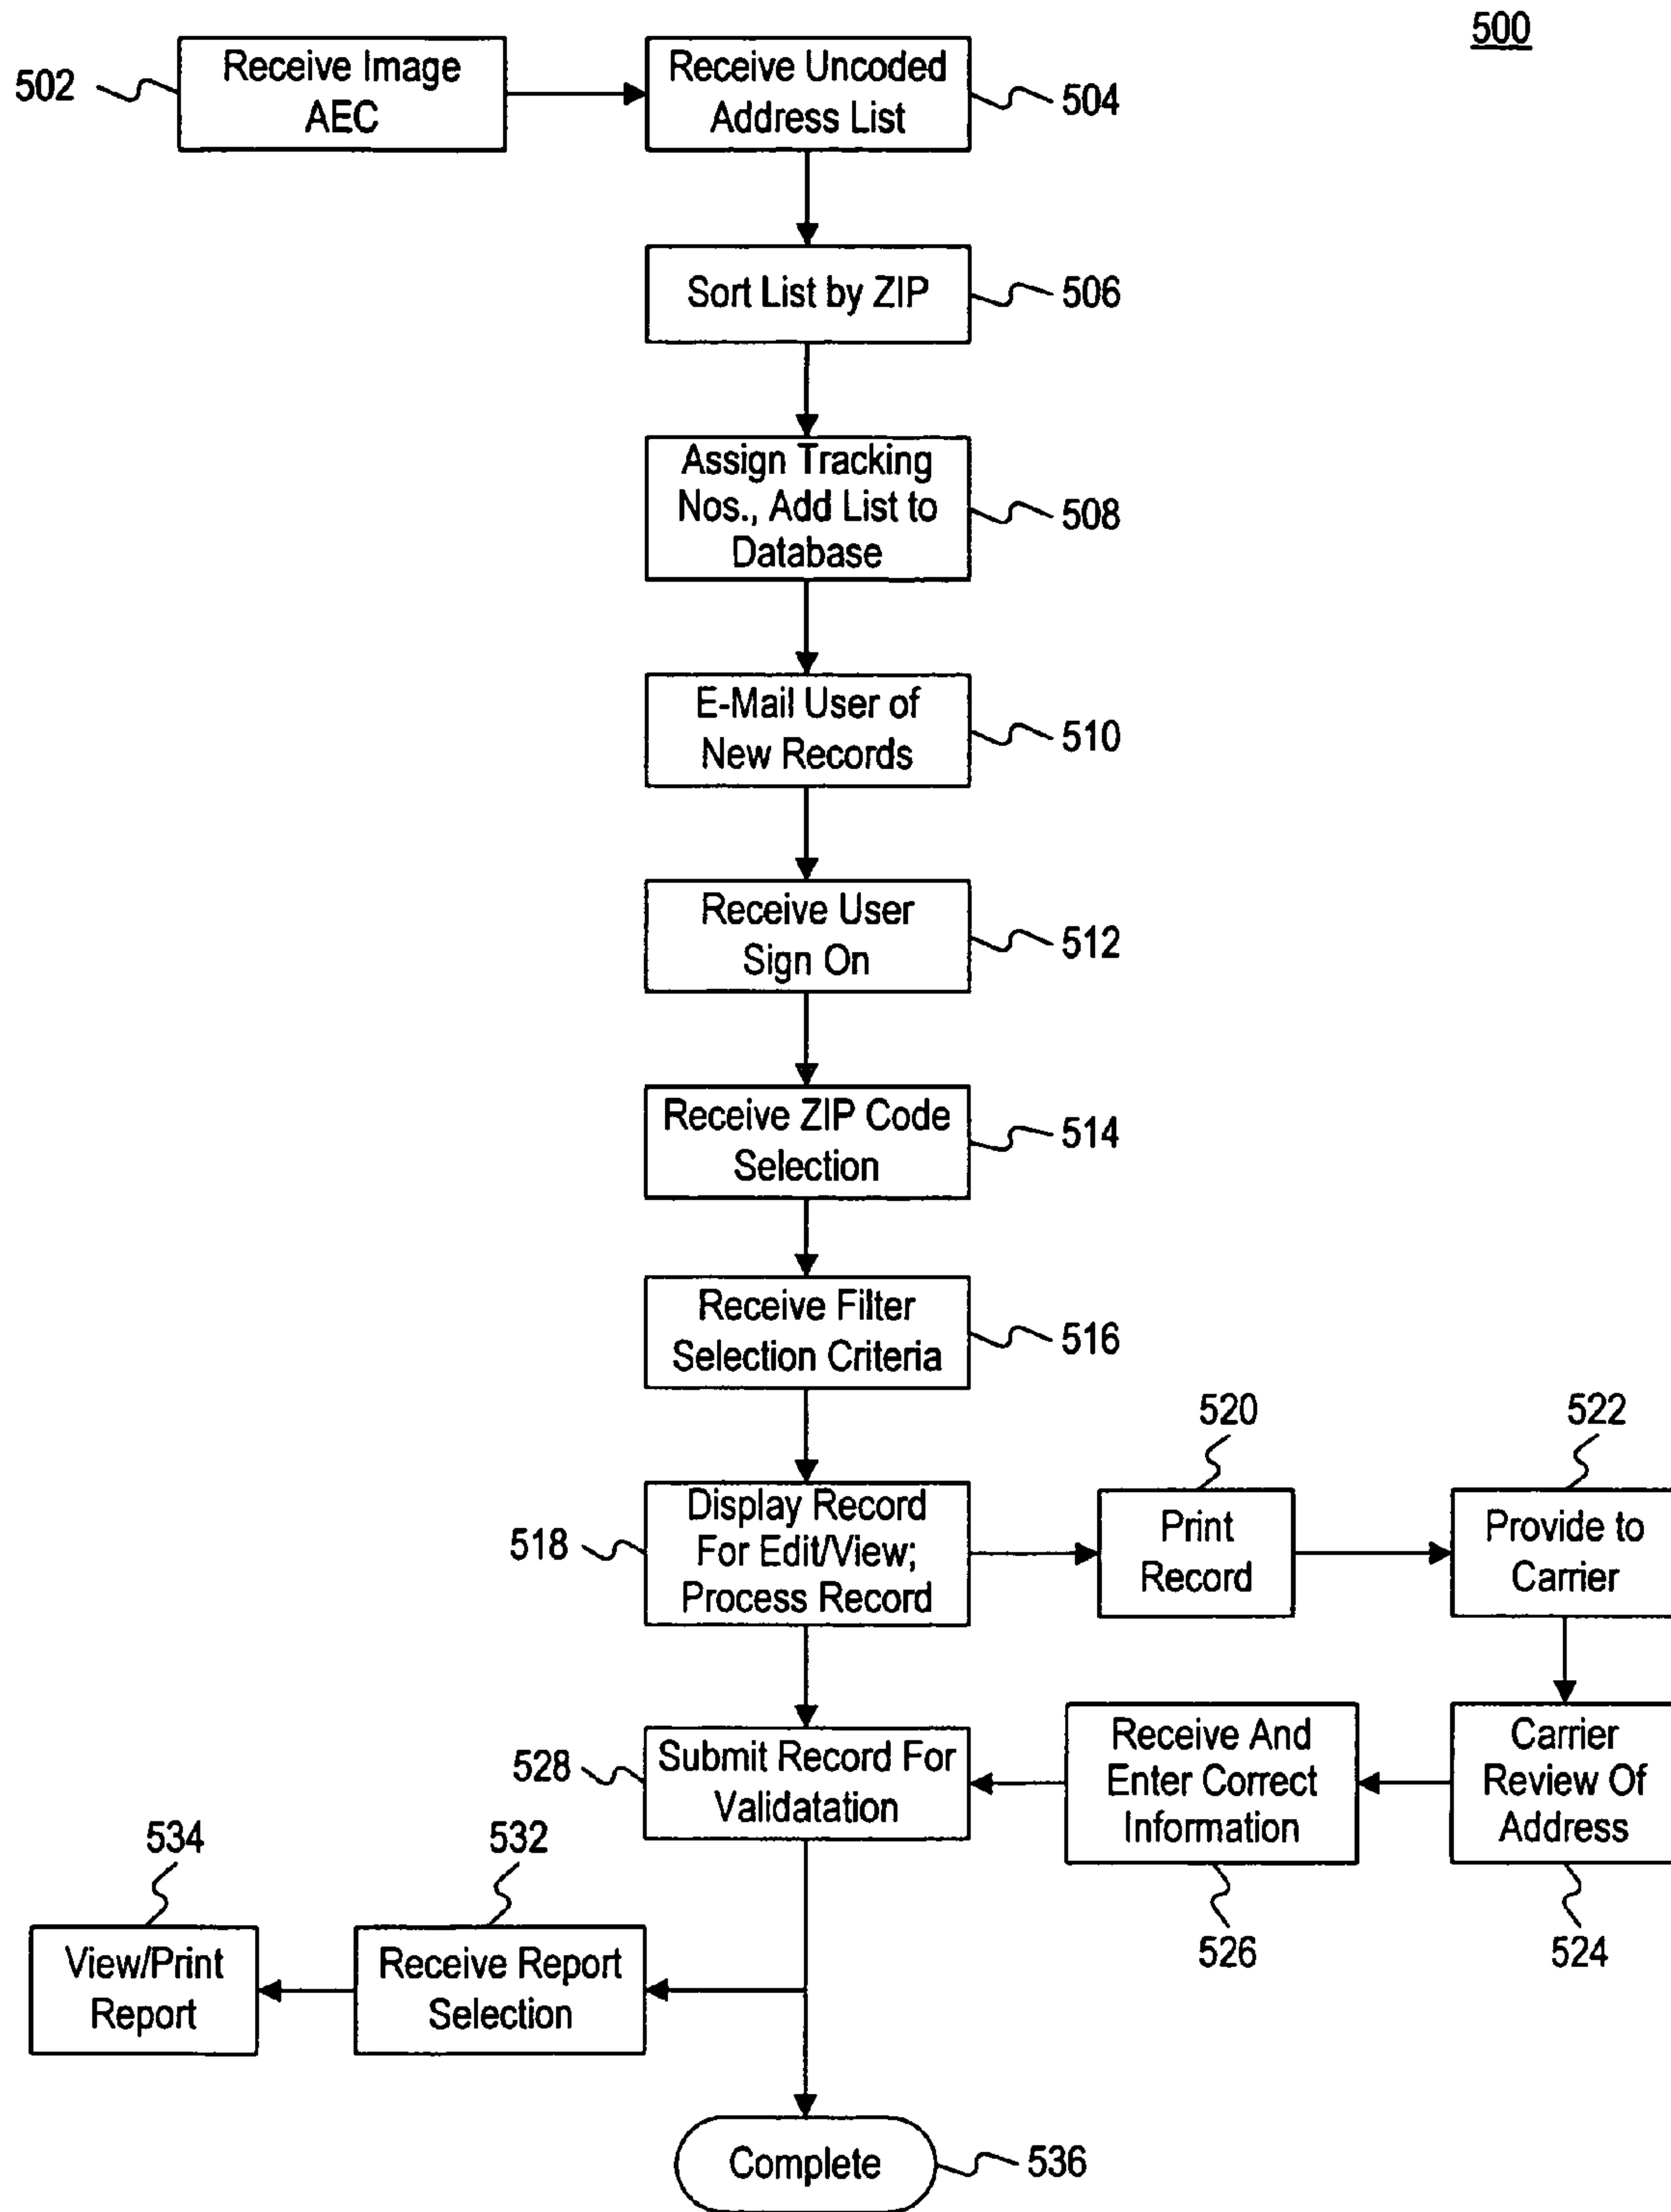 500
502
Receive Image
AEC
Receive Uncoded
Address List
504
Sort List by ZIP
506
Assign Tracking
Nos., Add List to
Database
508
E-Mail User of
New Records
510
Receive User
Sign On
512
Receive ZIP Code
Selection
514
Receive Filter
Selection Criteria
516
518
Display Record
For Edit/View;
Process Record
520
Print
Record
522
Provide to
Carrier
528
Submit Record For
Validatation
Receive And
Enter Correct
Information
526
Carrier
Review Of
Address
524
534
View/Print
Report
532
Receive Report
Selection
Complete
536